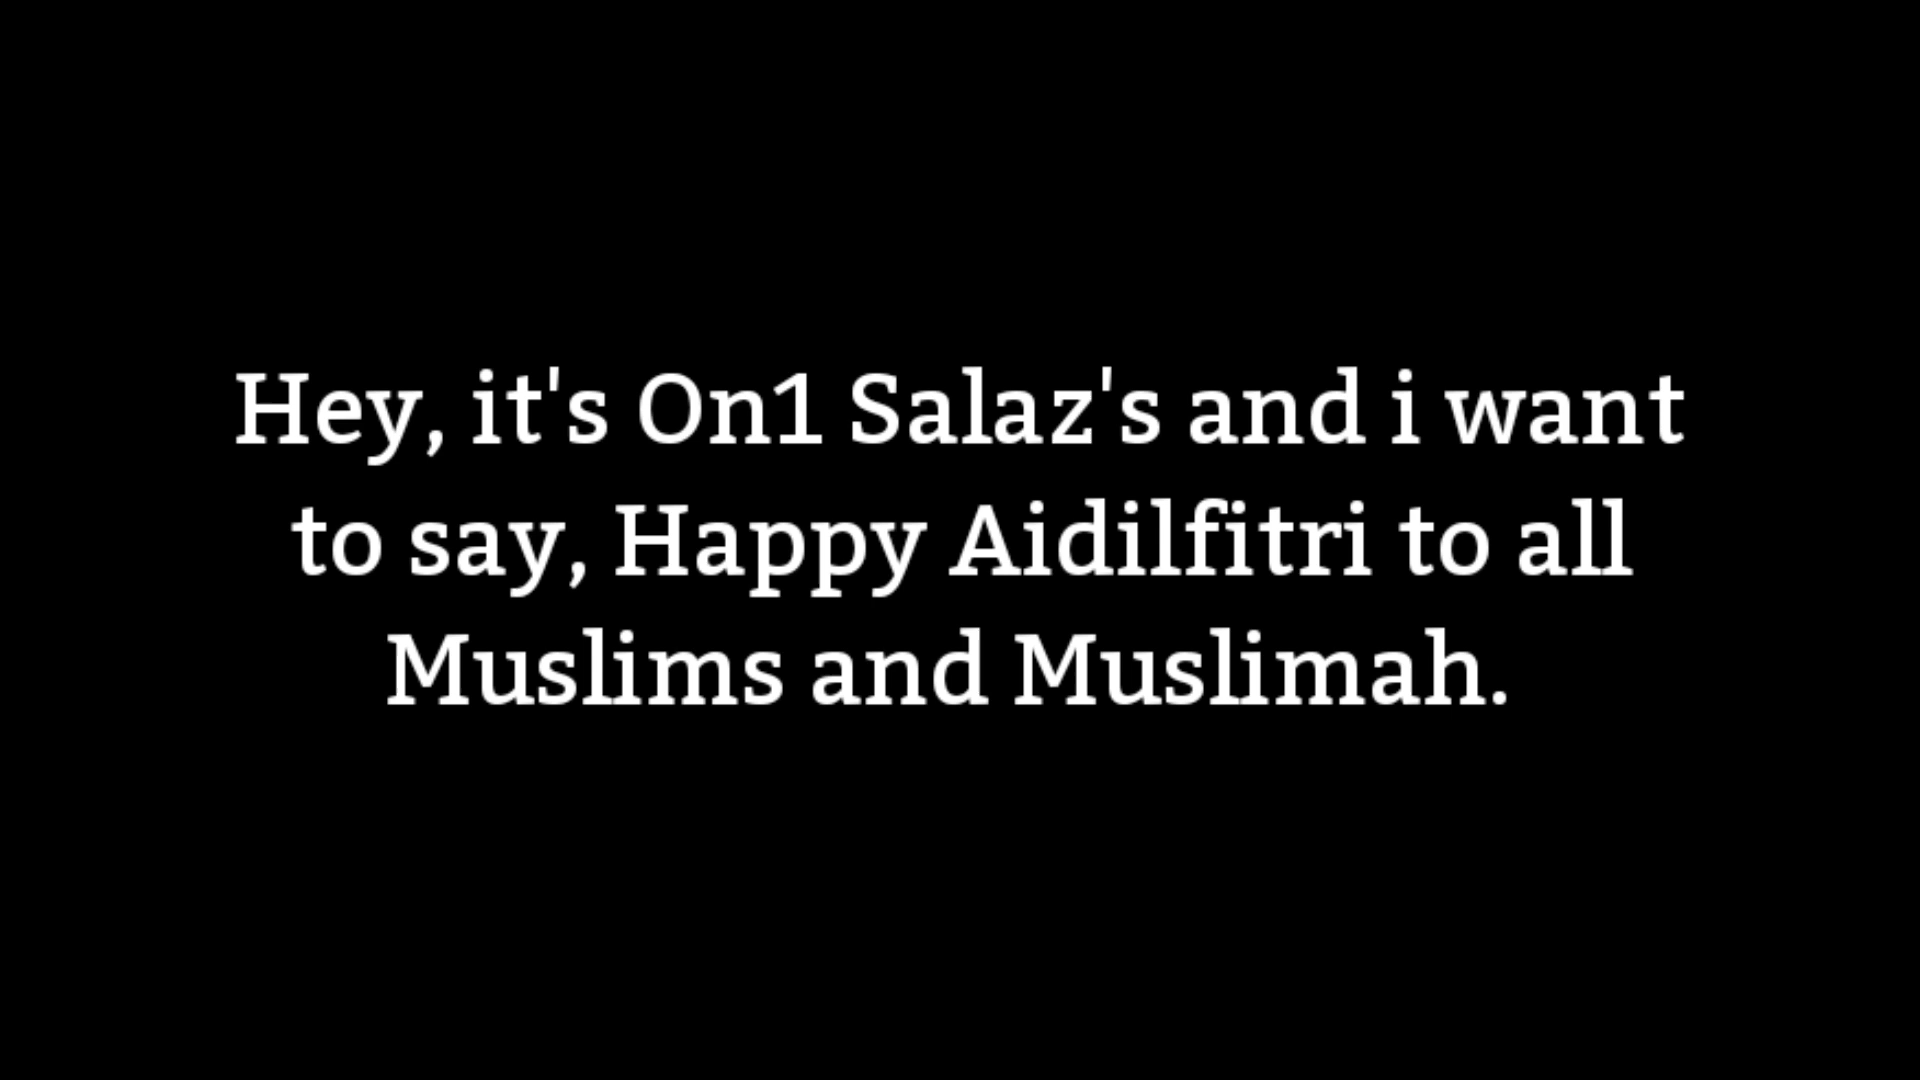 Hey, it's On1 Salaz's and i want
to say, Happy Aidilfitri to all
Muslims and Muslimah.